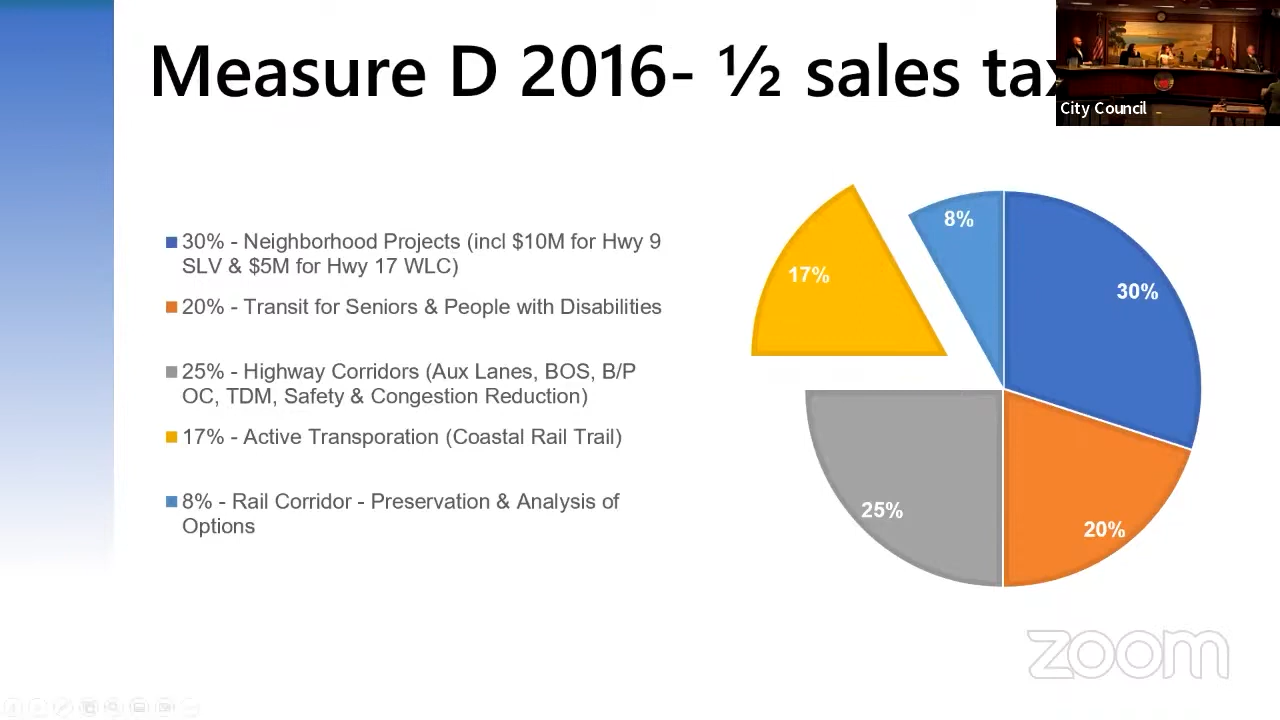 Measure D 2016- ½ sales tax
City Council
30% - Neighborhood Projects (incl $10M for Hwy 9
SLV & $5M for Hwy 17 WLC)
20% - Transit for Seniors & People with Disabilities
25% - Highway Corridors (Aux Lanes, BOS, B/P
OC, TDM, Safety & Congestion Reduction)
17% - Active Transporation (Coastal Rail Trail)
8% - Rail Corridor - Preservation & Analysis of
Options
8%
17%
30%
25%
20%
zoom